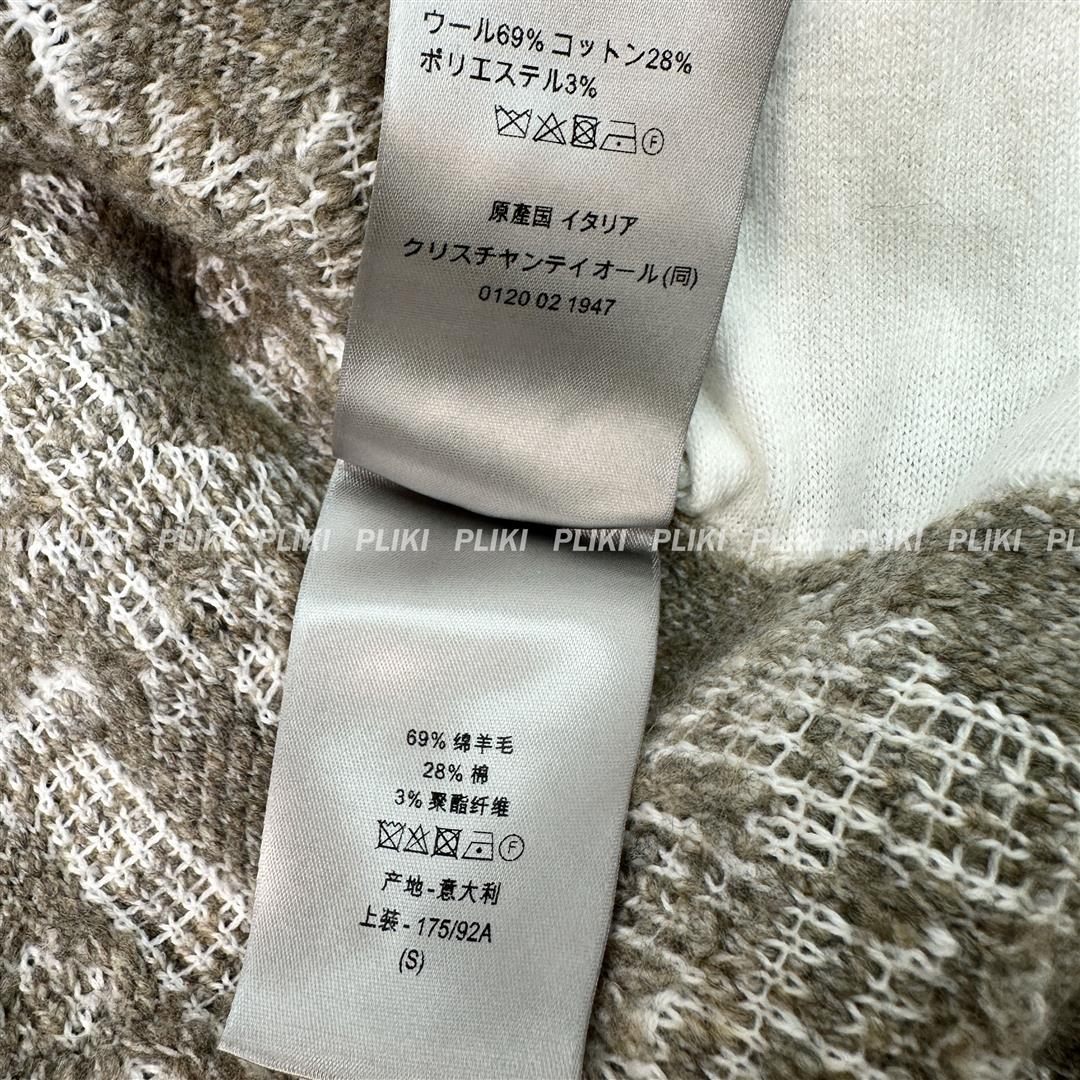 ウール69% コットン28%
ポリエステル3%
F
原産国 イタリア
クリスチャンディオール(同)
0120 02 1947
PLIKI PLIKI PLIKI PLIKI PLIKI PLIKI PLIKI PLIKI PLIKI PLIKI PLIKI
69% 绵羊毛
28% 棉
3% 聚酯纤维
F
产地-意大利
上装- 175/92A
(S)